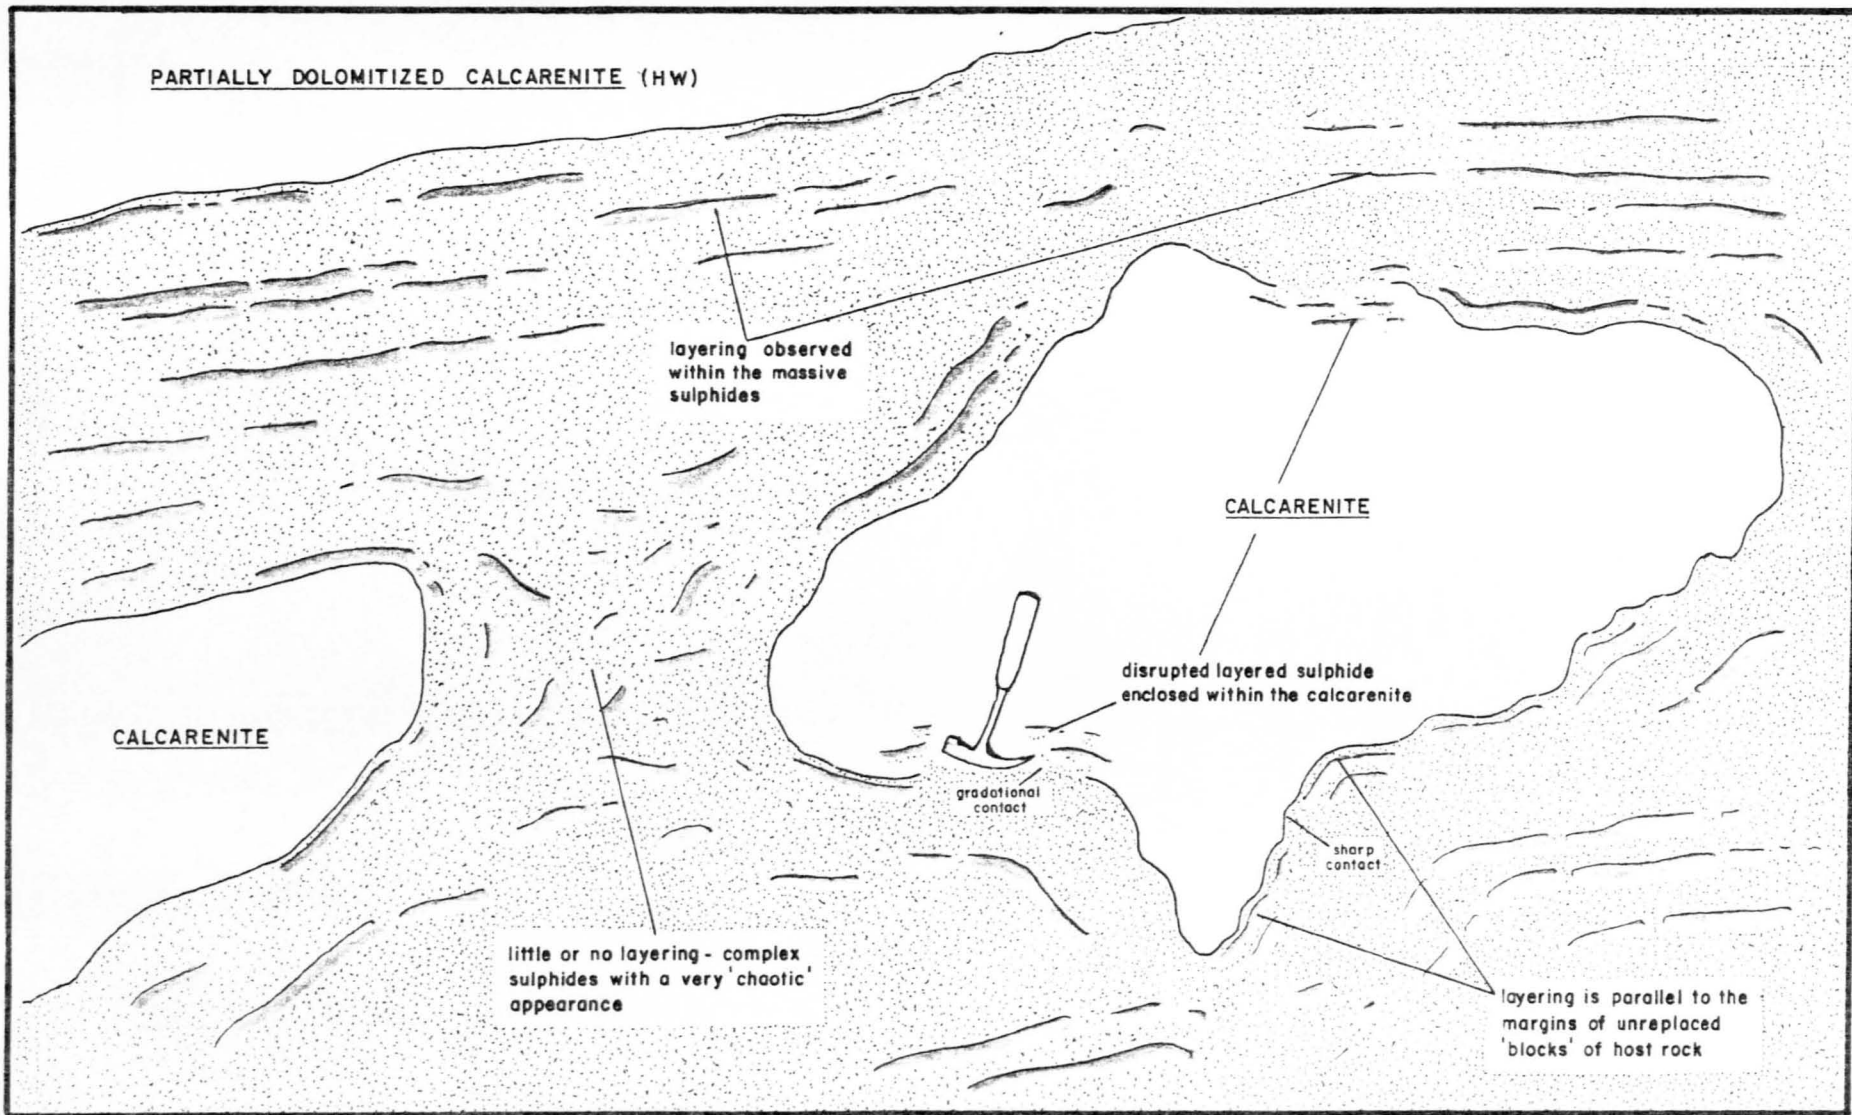 PARTIALLY DOLOMITIZED CALCARENITE (HW)
layering observed
within the massive
sulphides
CALCARENITE
disrupted layered sulphide
enclosed within the calcarenite
CALCARENITE
gradational
contact
sharp
contact
little or no layering - complex
sulphides with a very 'chaotic'
appearance
layering is parallel to the
margins of unreplaced
'blocks' of host rock